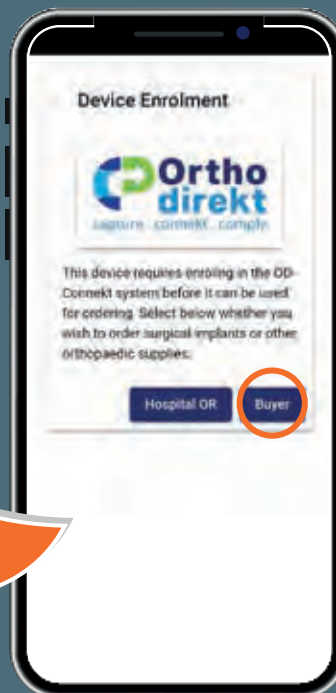 Device Enrolment
Ortho
direkt
capture connekt comply
This device requires enroling in the OD-
Connekt system before it can be used
for ordering. Select below whether you
wish to order surgical implants or other
orthopaedic supplies.
Hospital OR Buyer